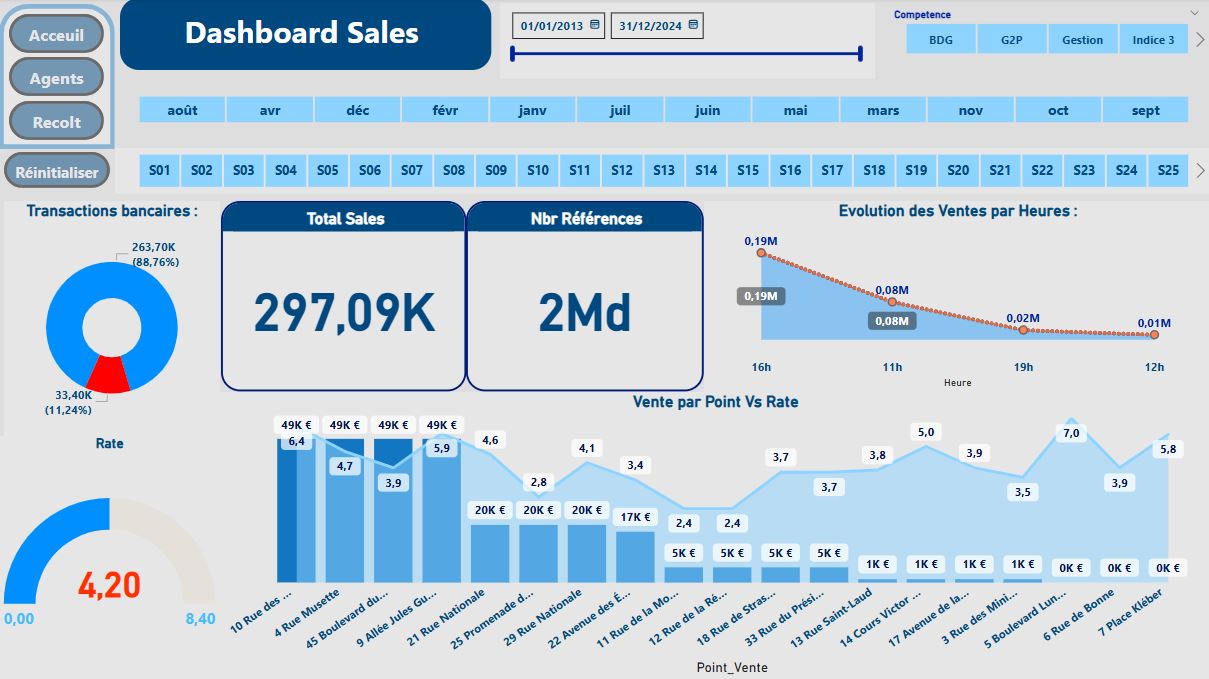 Acceuil
Agents
Recolt
Réinitialiser
Dashboard Sales
01/01/2013 31/12/2024
Competence
BDG G2P Gestion Indice 3
août avr déc févr janv juil juin mai mars nov oct sept
S01 S02 S03 S04 S05 S06 S07 S08 S09 S10 S11 S12 S13 S14 S15 S16 S17 S18 S19 S20 S21 S22 S23 S24 S25
Transactions bancaires :
263,70K
(88,76%)
33,40K
(11,24%)
Total Sales
297,09K
Nbr Références
2Md
Evolution des Ventes par Heures :
0,19M
0,19M
0,08M
0,08M
0,02M
0,01M
16h 11h 19h 12h
Heure
Rate
4,20
0,00 8,40
Vente par Point Vs Rate
49K € 49K € 49K € 49K € 20K € 20K € 20K € 17K € 5K € 5K € 5K € 5K € 1K € 1K € 1K € 1K € 0K € 0K € 0K €
6,4 4,7 3,9 5,9 4,6 2,8 4,1 3,4 2,4 2,4 3,7 3,7 3,8 5,0 3,9 3,5 7,0 3,9 5,8
10 Rue des ...
4 Rue Musette
45 Boulevard du...
9 Allée Jules Gu...
21 Rue Nationale
25 Promenade d...
29 Rue Nationale
22 Avenue des É...
11 Rue de la Mo...
12 Rue de la Ré...
18 Rue de Stras...
33 Rue du Prési...
13 Rue Saint-Laud
14 Cours Victor ...
17 Avenue de la...
3 Rue des Mini...
5 Boulevard Lun...
6 Rue de Bonne
7 Place Kléber
Point_Vente